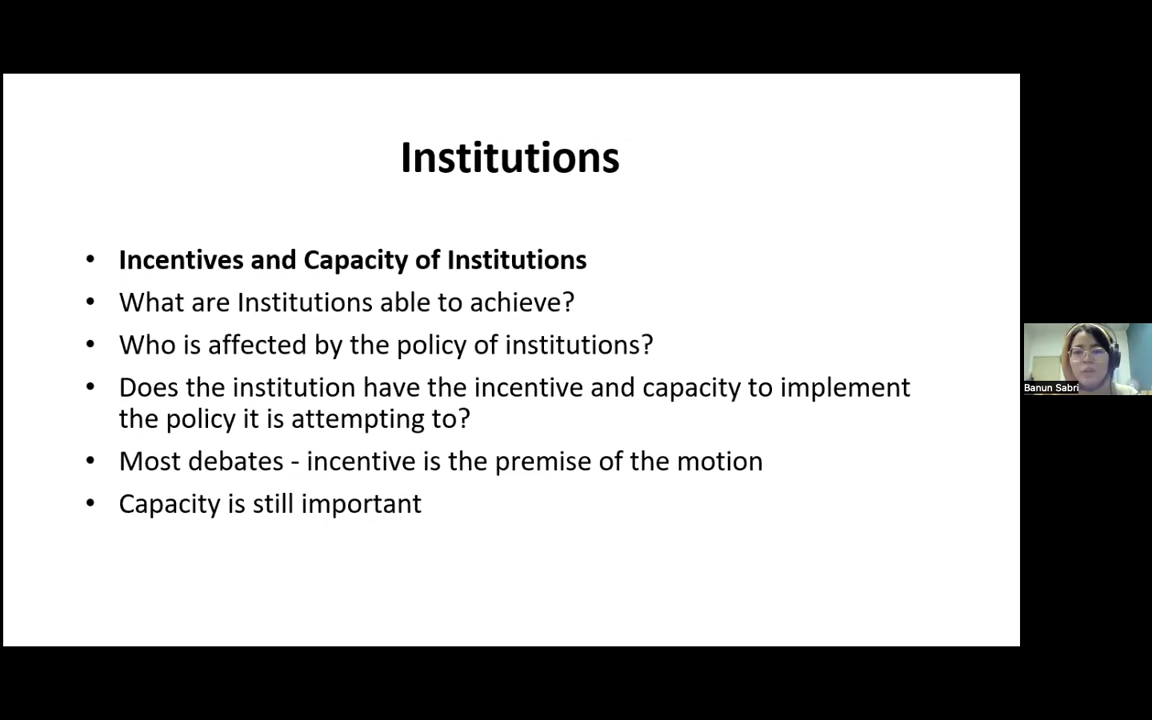 Institutions
• Incentives and Capacity of Institutions
• What are Institutions able to achieve?
• Who is affected by the policy of institutions?
• Does the institution have the incentive and capacity to implement
the policy it is attempting to?
• Most debates - incentive is the premise of the motion
• Capacity is still important
Banun Sabri